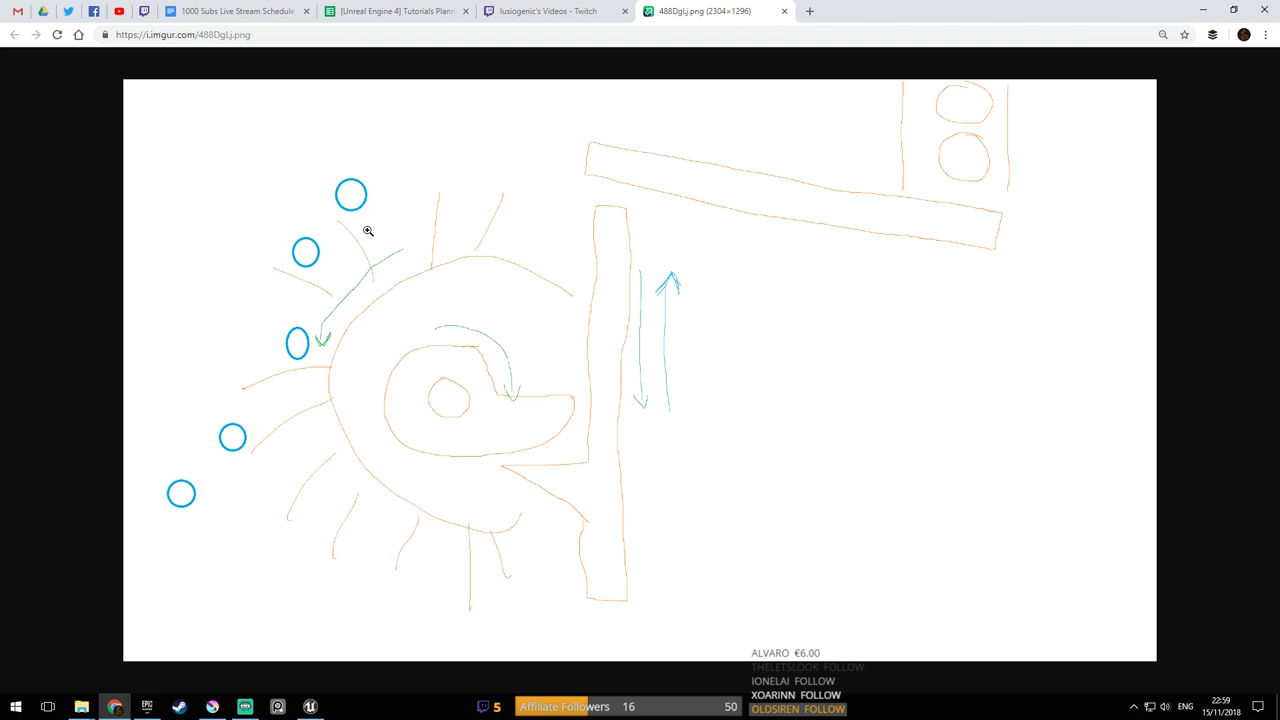 1000 Subs Live Stream Schedule
[Unreal Engine 4] Tutorials Plann
lusiogenic's Videos - Twitch
488DgLj.png (2304×1296)
https://i.imgur.com/488DgLj.png
ALVARO €6.00
THELETSLOOK FOLLOW
IONELAI FOLLOW
XOARINN FOLLOW
OLDSIREN FOLLOW
5
Affiliate Followers 16 50
ENG
22:59
15/11/2018